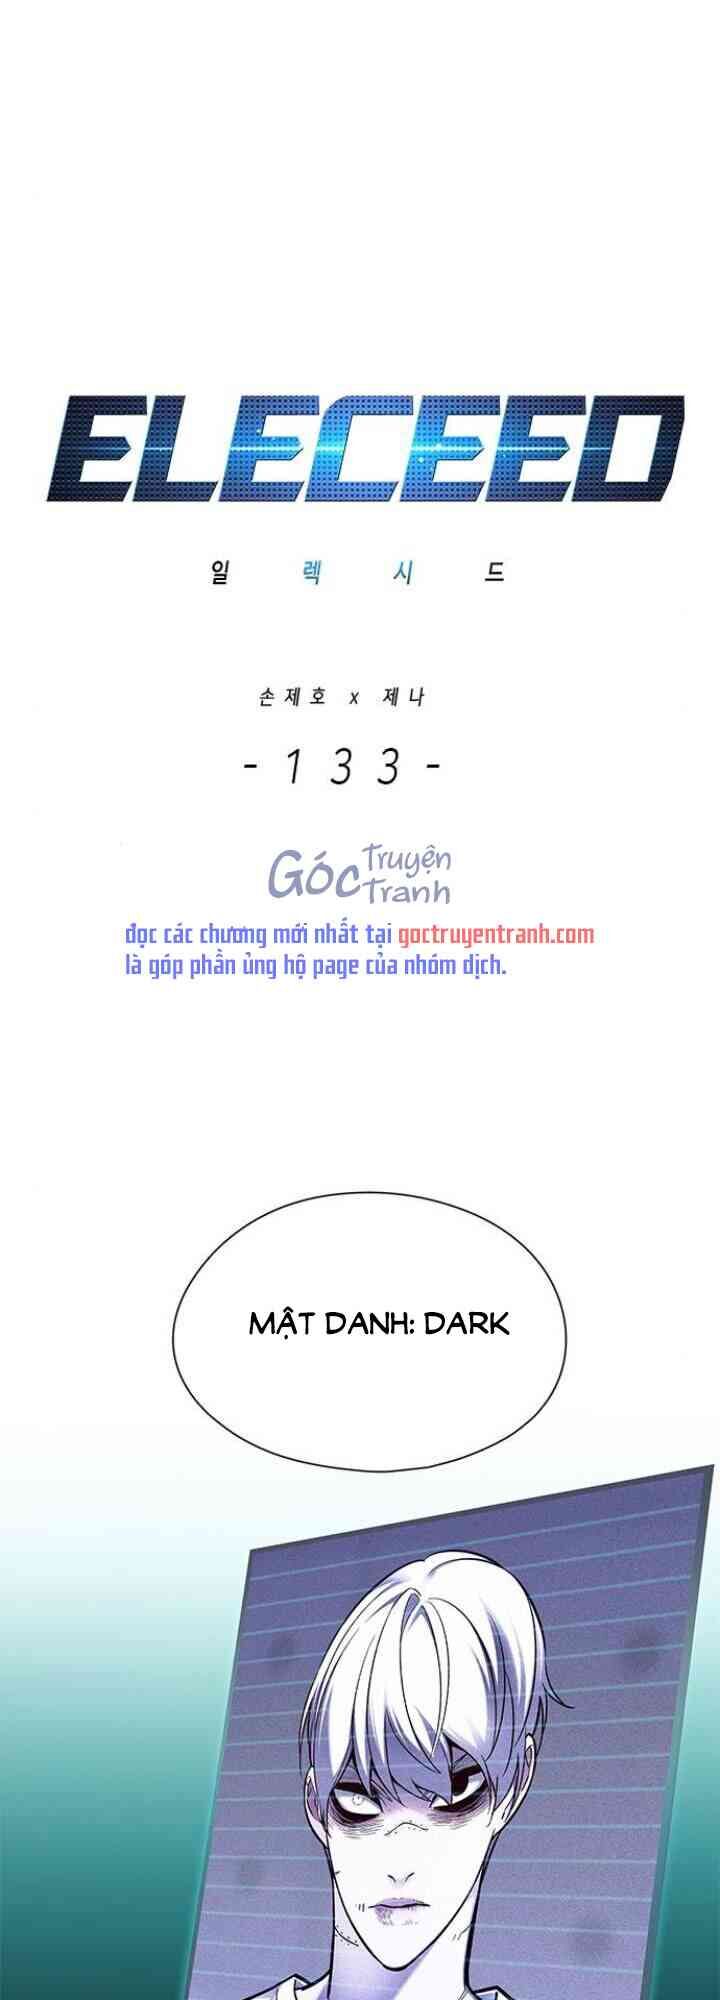 ELECEED
일렉시드
손제호 x 제나
-133-
Góc Truyện
Tranh
đọc các chương mới nhất tại goctruyentranh.com
là góp phần ủng hộ page của nhóm dịch.
MẬT DANH: DARK